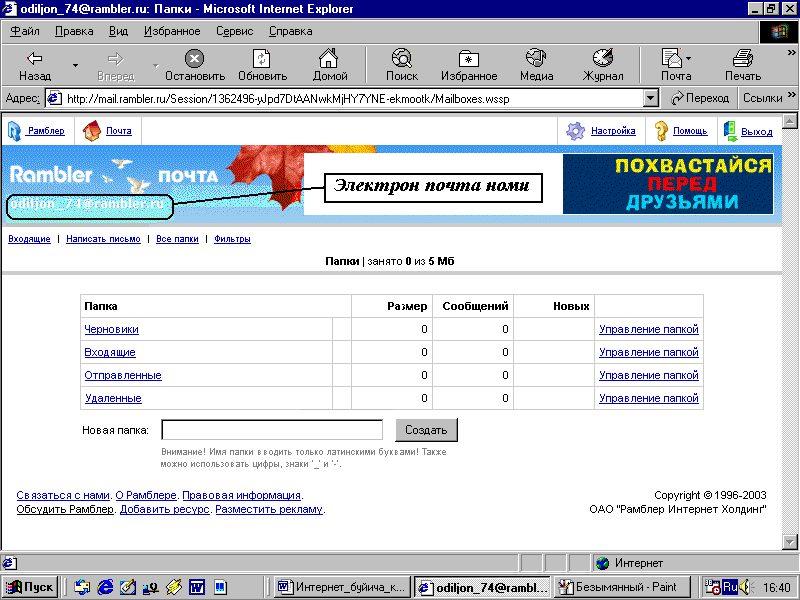 odiljon_74@rambler.ru: Папки - Microsoft Internet Explorer
Файл Правка Вид Избранное Сервис Справка
Назад Вперед Остановить Обновить Домой Поиск Избранное Медиа Журнал Почта Печать »
Адрес: http://mail.rambler.ru/Session/1362496-yJpd7DtAANwkMjHY7YNE-ekmootk/Mailboxes.wssp Переход Ссылки »
Рамблер Почта Настройка Помощь Выход
Rambler ПОЧТА
odiljon_74@rambler.ru
Электрон почта номи
ПОХВАСТАЙСЯ
ПЕРЕД
ДРУЗЬЯМИ
Входящие | Написать письмо | Все папки | Фильтры
Папки | занято 0 из 5 Мб
Папка Размер Сообщений Новых
Черновики 0 0 Управление папкой
Входящие 0 0 Управление папкой
Отправленные 0 0 Управление папкой
Удаленные 0 0 Управление папкой
Новая папка: Создать
Внимание! Имя папки вводить только латинскими буквами! Также
можно использовать цифры, знаки '_' и '-'.
Связаться с нами. О Рамблере. Правовая информация.
Обсудить Рамблер. Добавить ресурс. Разместить рекламу.
Copyright © 1996-2003
ОАО "Рамблер Интернет Холдинг"
Интернет
Пуск Интернет_буйича_к... odiljon_74@rambl... Безымянный - Paint Ru 16:40